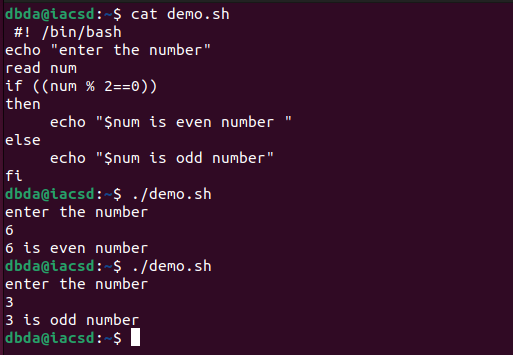 dbda@iacsd:~$ cat demo.sh
 #! /bin/bash
echo "enter the number"
read num
if ((num % 2==0))
then
     echo "$num is even number "
else
     echo "$num is odd number"
fi
dbda@iacsd:~$ ./demo.sh
enter the number
6
6 is even number
dbda@iacsd:~$ ./demo.sh
enter the number
3
3 is odd number
dbda@iacsd:~$